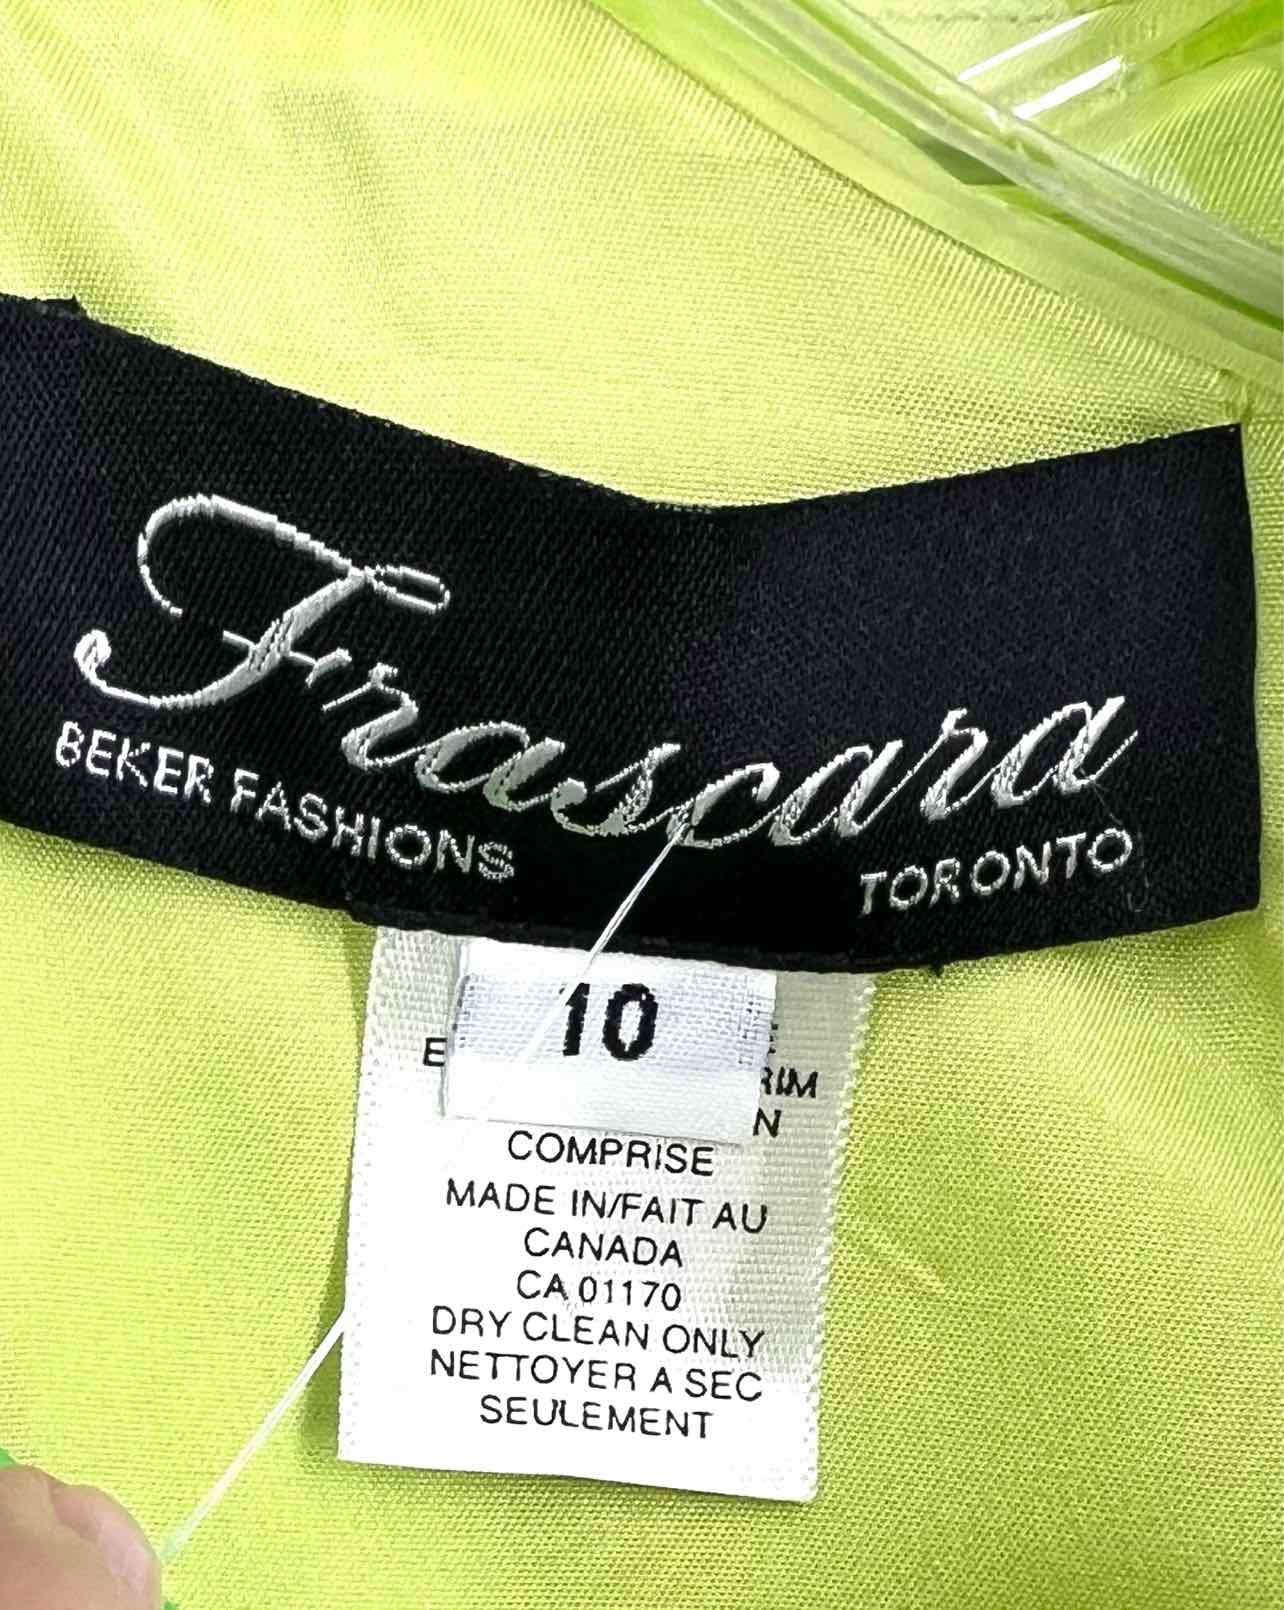 Frascara
BEKER FASHIONS
TORONTO
10
COMPRISE
MADE IN/FAIT AU
CANADA
CA 01170
DRY CLEAN ONLY
NETTOYER A SEC
SEULEMENT